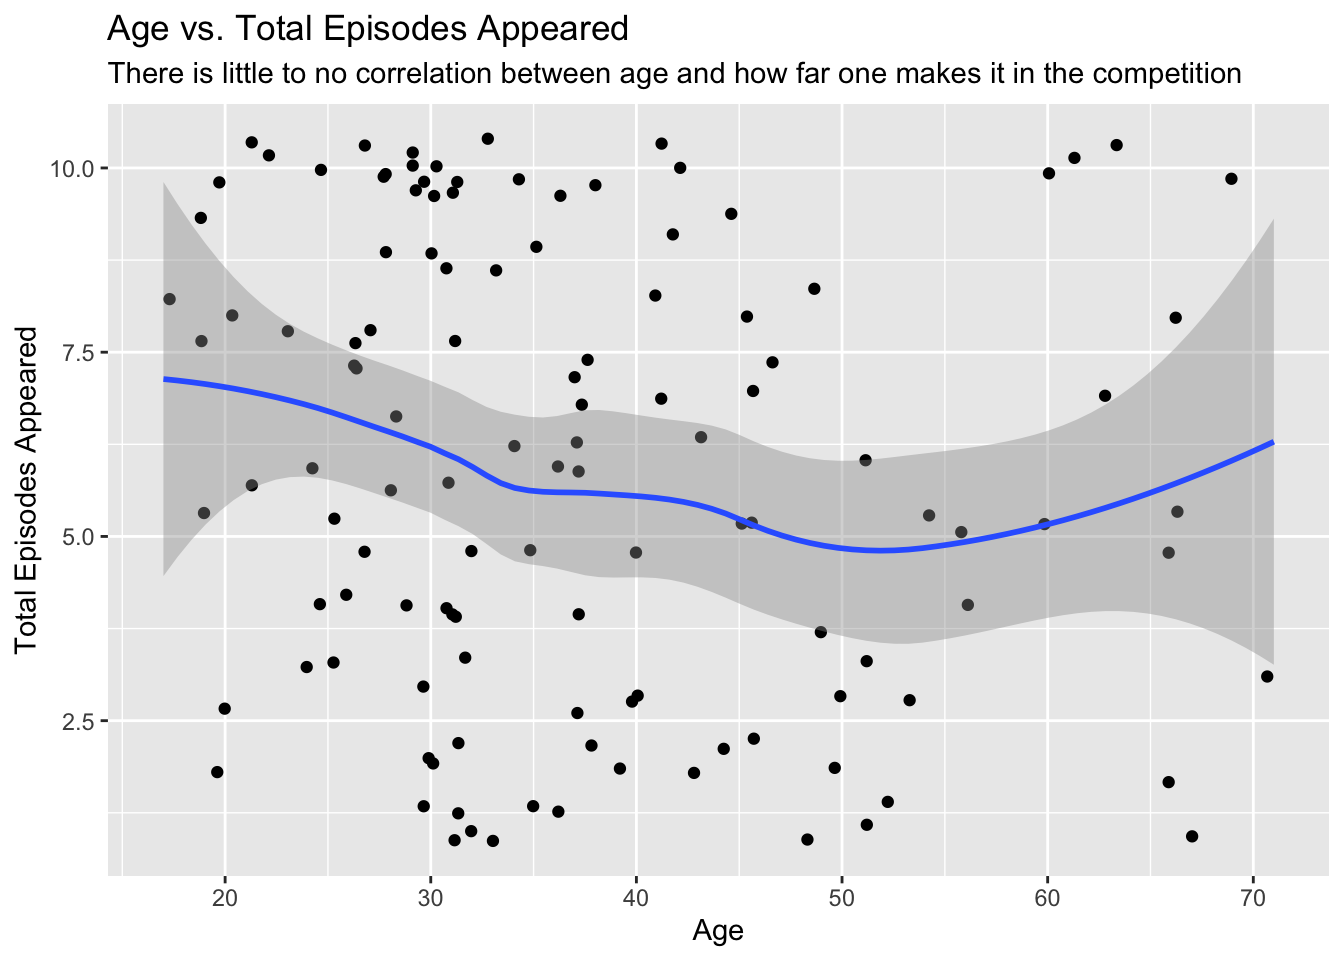 Age vs. Total Episodes Appeared
There is little to no correlation between age and how far one makes it in the competition
Total Episodes Appeared
10.0
7.5
5.0
2.5
20 30 40 50 60 70
Age